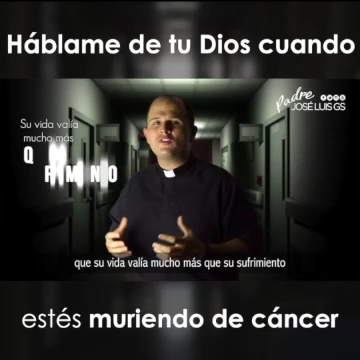 Háblame de tu Dios cuando
Padre
JOSÉ LUIS GS
Su vida valía
mucho más
que su vida valía mucho más que su sufrimiento
estés muriendo de cáncer